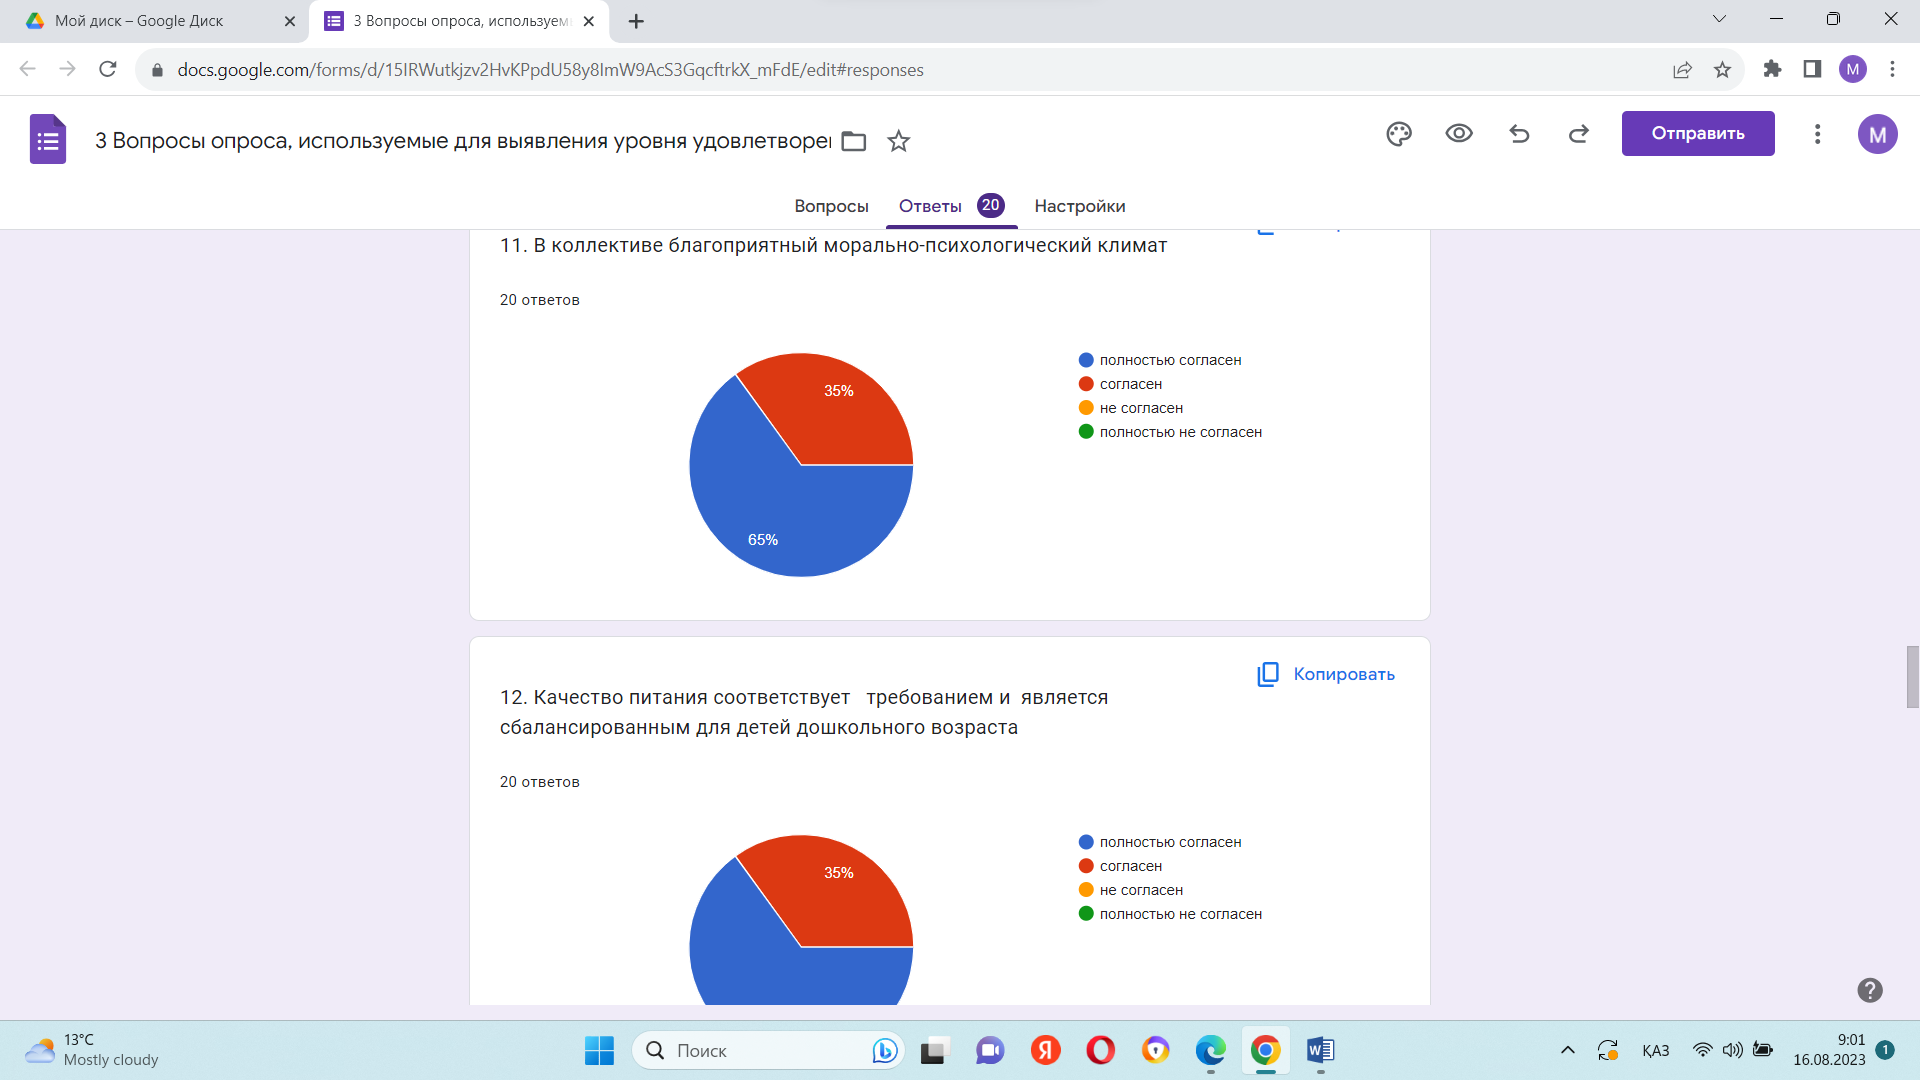 Мой диск – Google Диск
3 Вопросы опроса, используем
docs.google.com/forms/d/15IRWutkjzv2HvKPpdU58y8ImW9AcS3GqcftrkX_mFdE/edit#responses
M
3 Вопросы опроса, используемые для выявления уровня удовлетворен
Отправить
M
Вопросы
Ответы 20
Настройки
11. В коллективе благоприятный морально-психологический климат
20 ответов
35%
65%
полностью согласен
согласен
не согласен
полностью не согласен
Копировать
12. Качество питания соответствует требованием и является
сбалансированным для детей дошкольного возраста
20 ответов
35%
полностью согласен
согласен
не согласен
полностью не согласен
13°C
Mostly cloudy
Поиск
ҚАЗ
9:01
16.08.2023
1